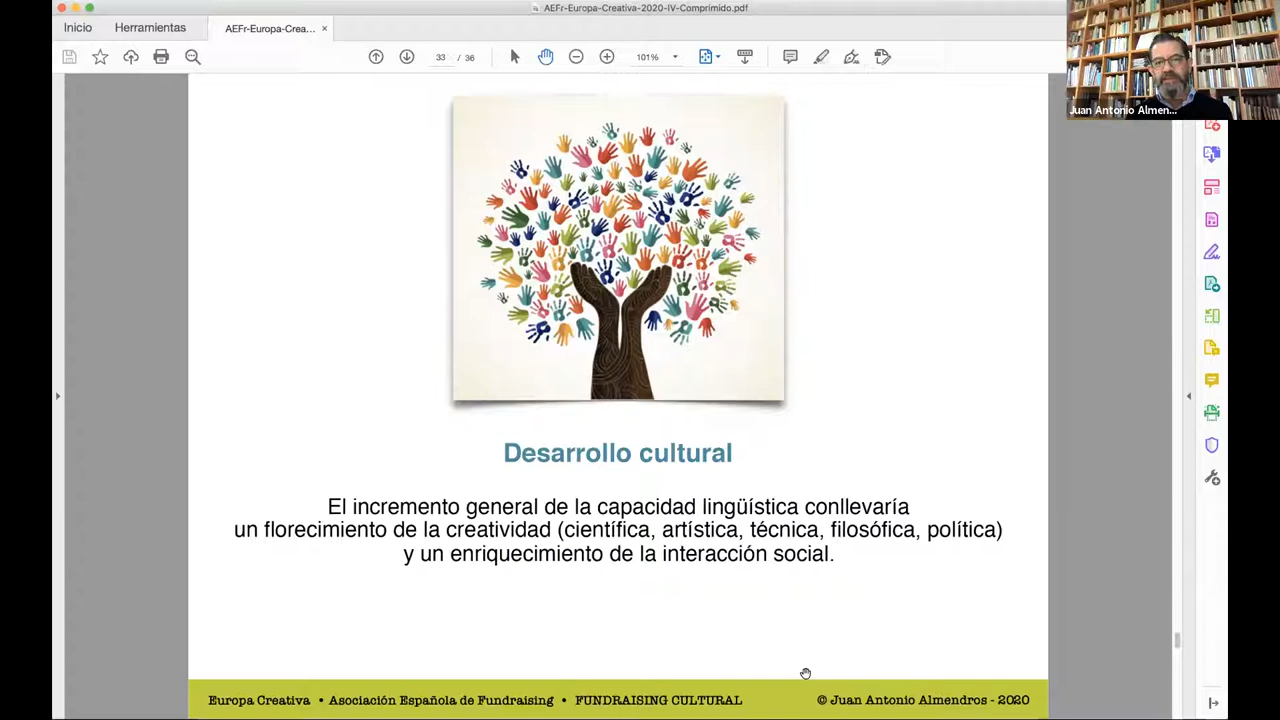 AEFr-Europa-Creativa-2020-IV-Comprimido.pdf
Inicio
Herramientas
AEFr-Europa-Crea... ×
33 / 36
101%
Juan Antonio Almen...
Desarrollo cultural
El incremento general de la capacidad lingüística conllevaría
un florecimiento de la creatividad (científica, artística, técnica, filosófica, política)
y un enriquecimiento de la interacción social.
Europa Creativa • Asociación Española de Fundraising • FUNDRAISING CULTURAL
© Juan Antonio Almendros - 2020